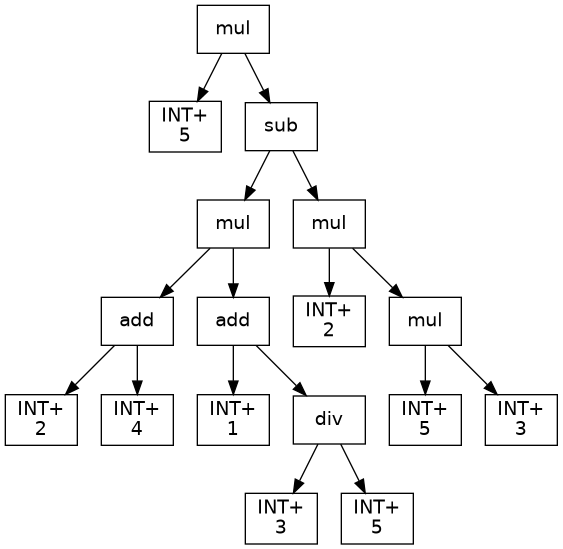 mul
INT+
5
sub
mul
mul
add
add
INT+
2
mul
INT+
2
INT+
4
INT+
1
div
INT+
5
INT+
3
INT+
3
INT+
5